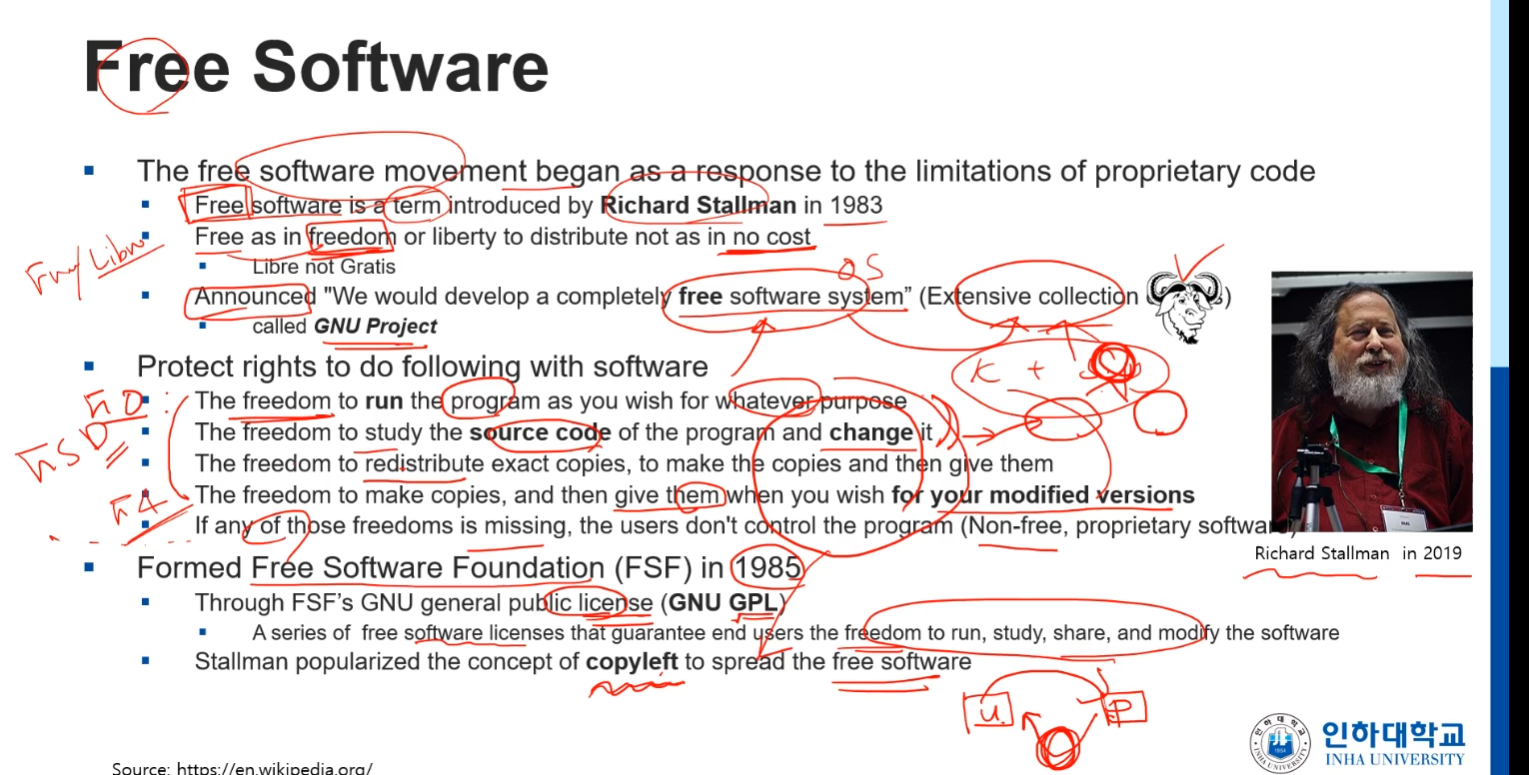 Free Software
The free software movement began as a response to the limitations of proprietary code
Free software is a term introduced by Richard Stallman in 1983
Free as in freedom or liberty to distribute not as in no cost
Libre not Gratis
OS
Announced "We would develop a completely free software system” (Extensive collection )
called GNU Project
Protect rights to do following with software
K +
The freedom to run the program as you wish for whatever purpose
The freedom to study the source code of the program and change it
The freedom to redistribute exact copies, to make the copies and then give them
The freedom to make copies, and then give them when you wish for your modified versions
If any of those freedoms is missing, the users don't control the program (Non-free, proprietary software)
Richard Stallman in 2019
Formed Free Software Foundation (FSF) in 1985
Through FSF’s GNU general public license (GNU GPL)
A series of free software licenses that guarantee end users the freedom to run, study, share, and modify the software
Stallman popularized the concept of copyleft to spread the free software
U P
인하대학교
INHA UNIVERSITY
Source: https://en.wikipedia.org/